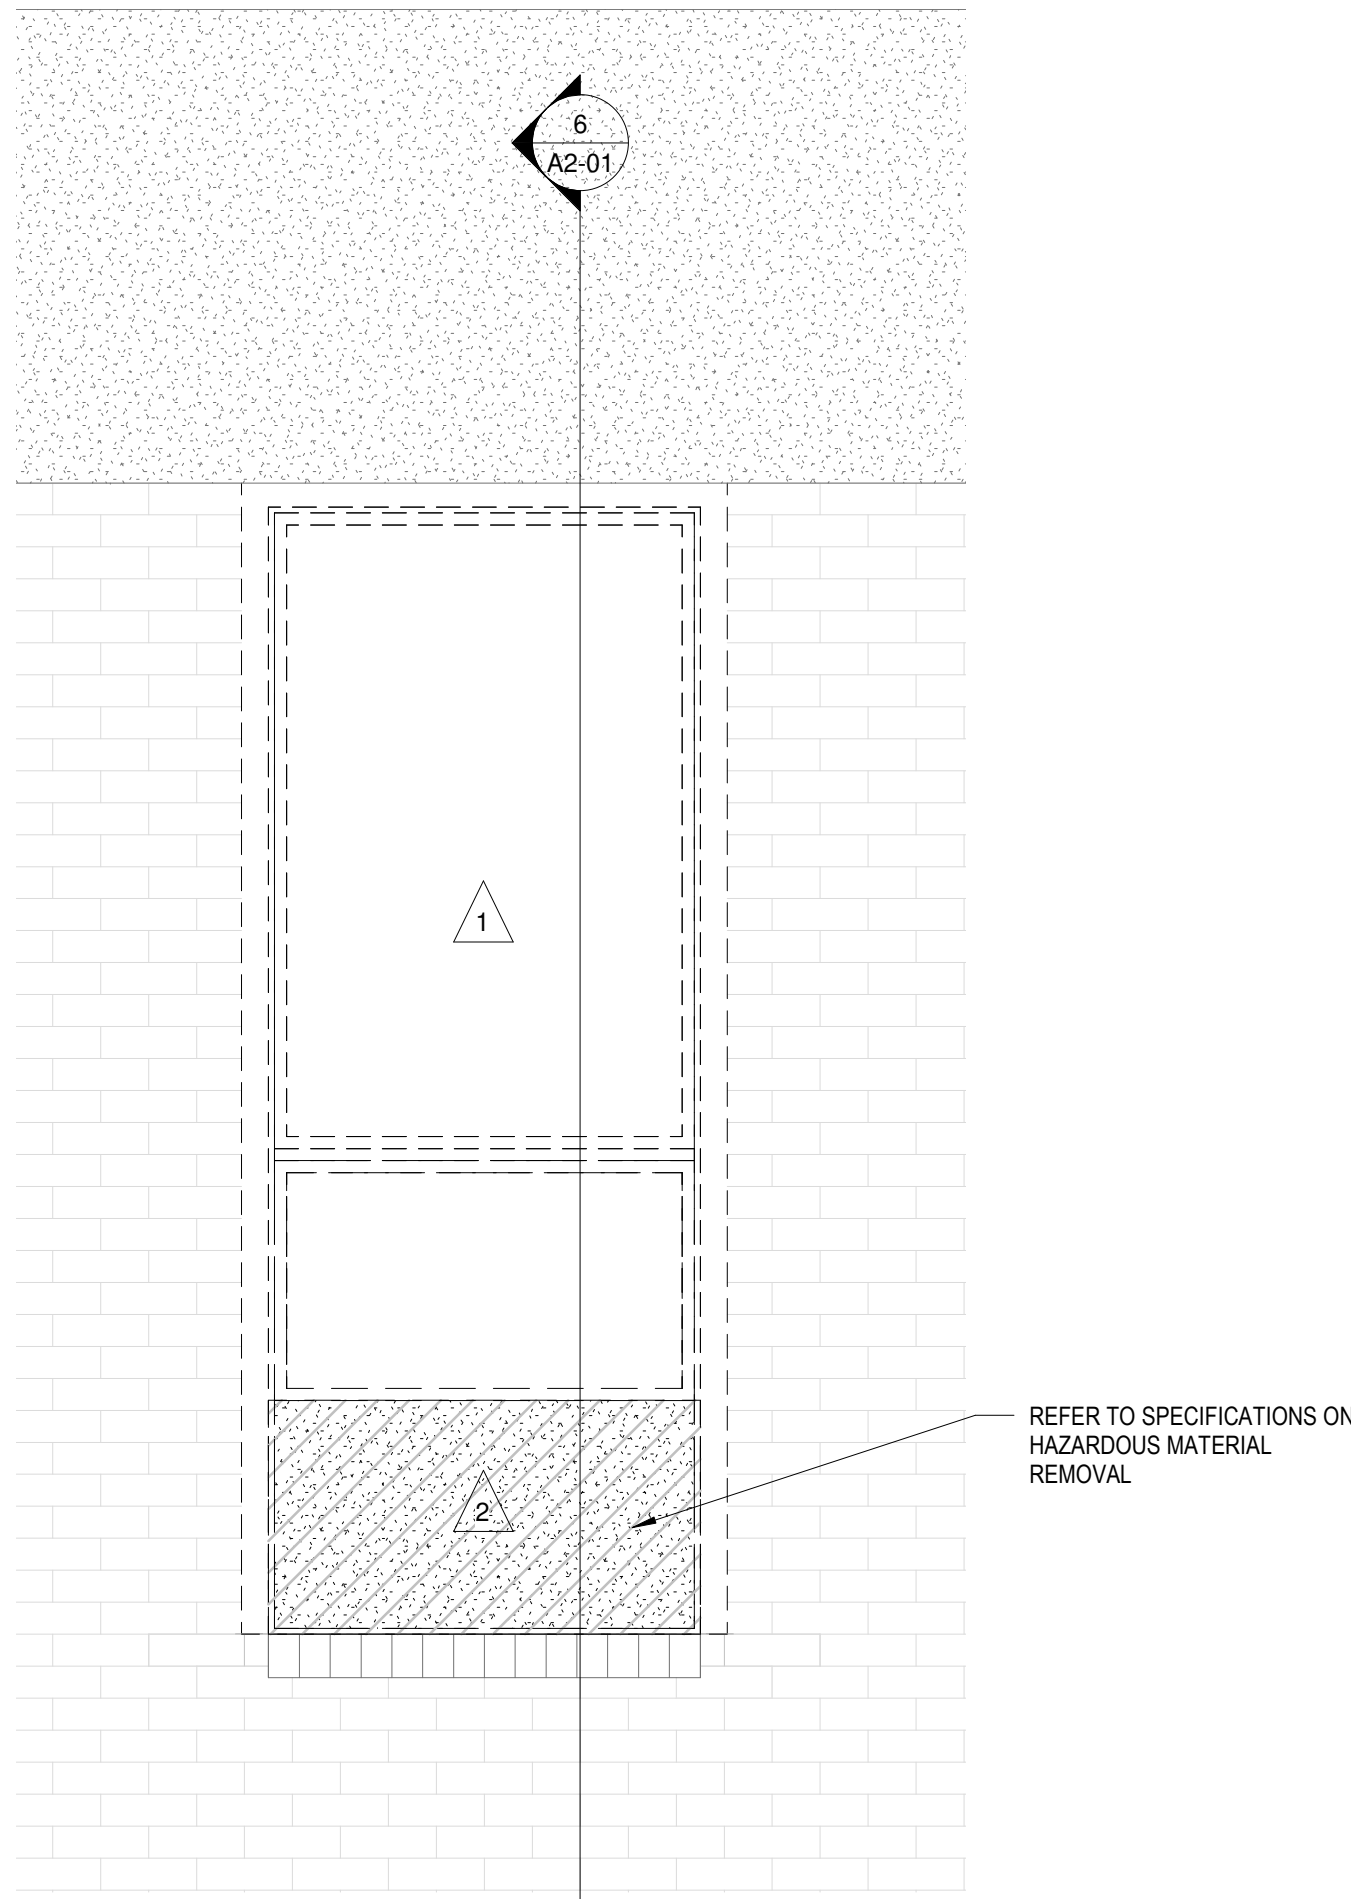 6
A2-01
1
REFER TO SPECIFICATIONS ON
HAZARDOUS MATERIAL
REMOVAL
2